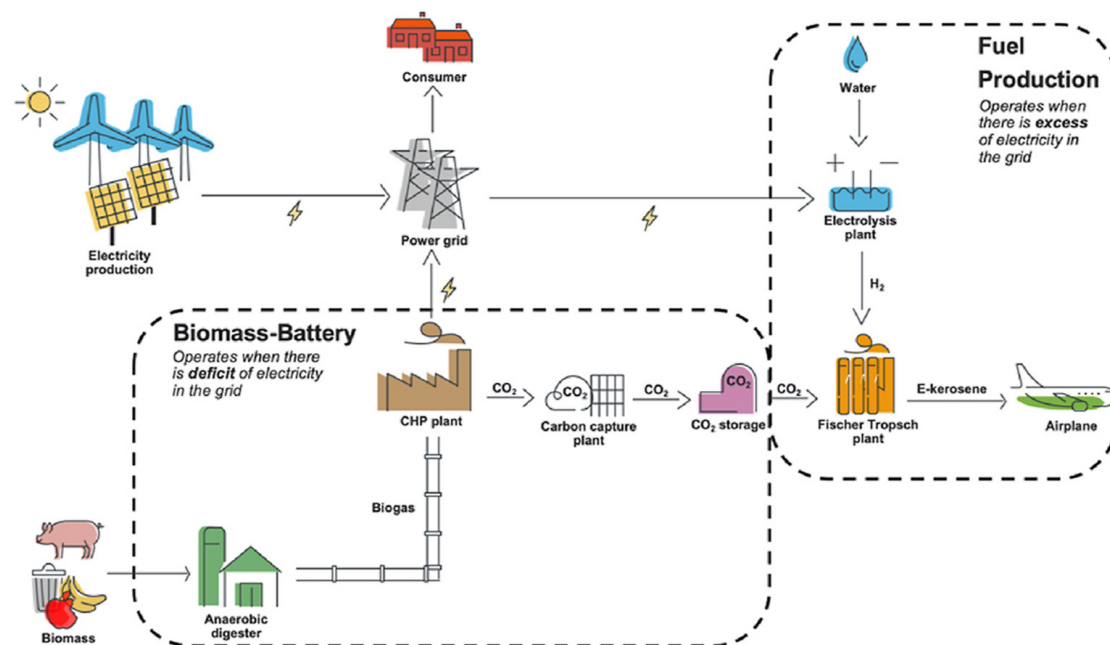 Consumer
Electricity
production
Power grid
Fuel
Production
Operates when
there is excess
of electricity in
the grid
Water
+ −
Electrolysis
plant
H₂
Biomass-Battery
Operates when there
is deficit of electricity
in the grid
CHP plant
CO₂
CO₂
Carbon capture
plant
CO₂
CO₂
CO₂ storage
CO₂
Fischer Tropsch
plant
E-kerosene
Airplane
Biogas
Biomass
Anaerobic
digester